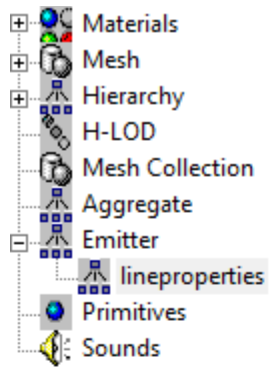 Materials
Mesh
Hierarchy
H-LOD
Mesh Collection
Aggregate
Emitter
lineproperties
Primitives
Sounds